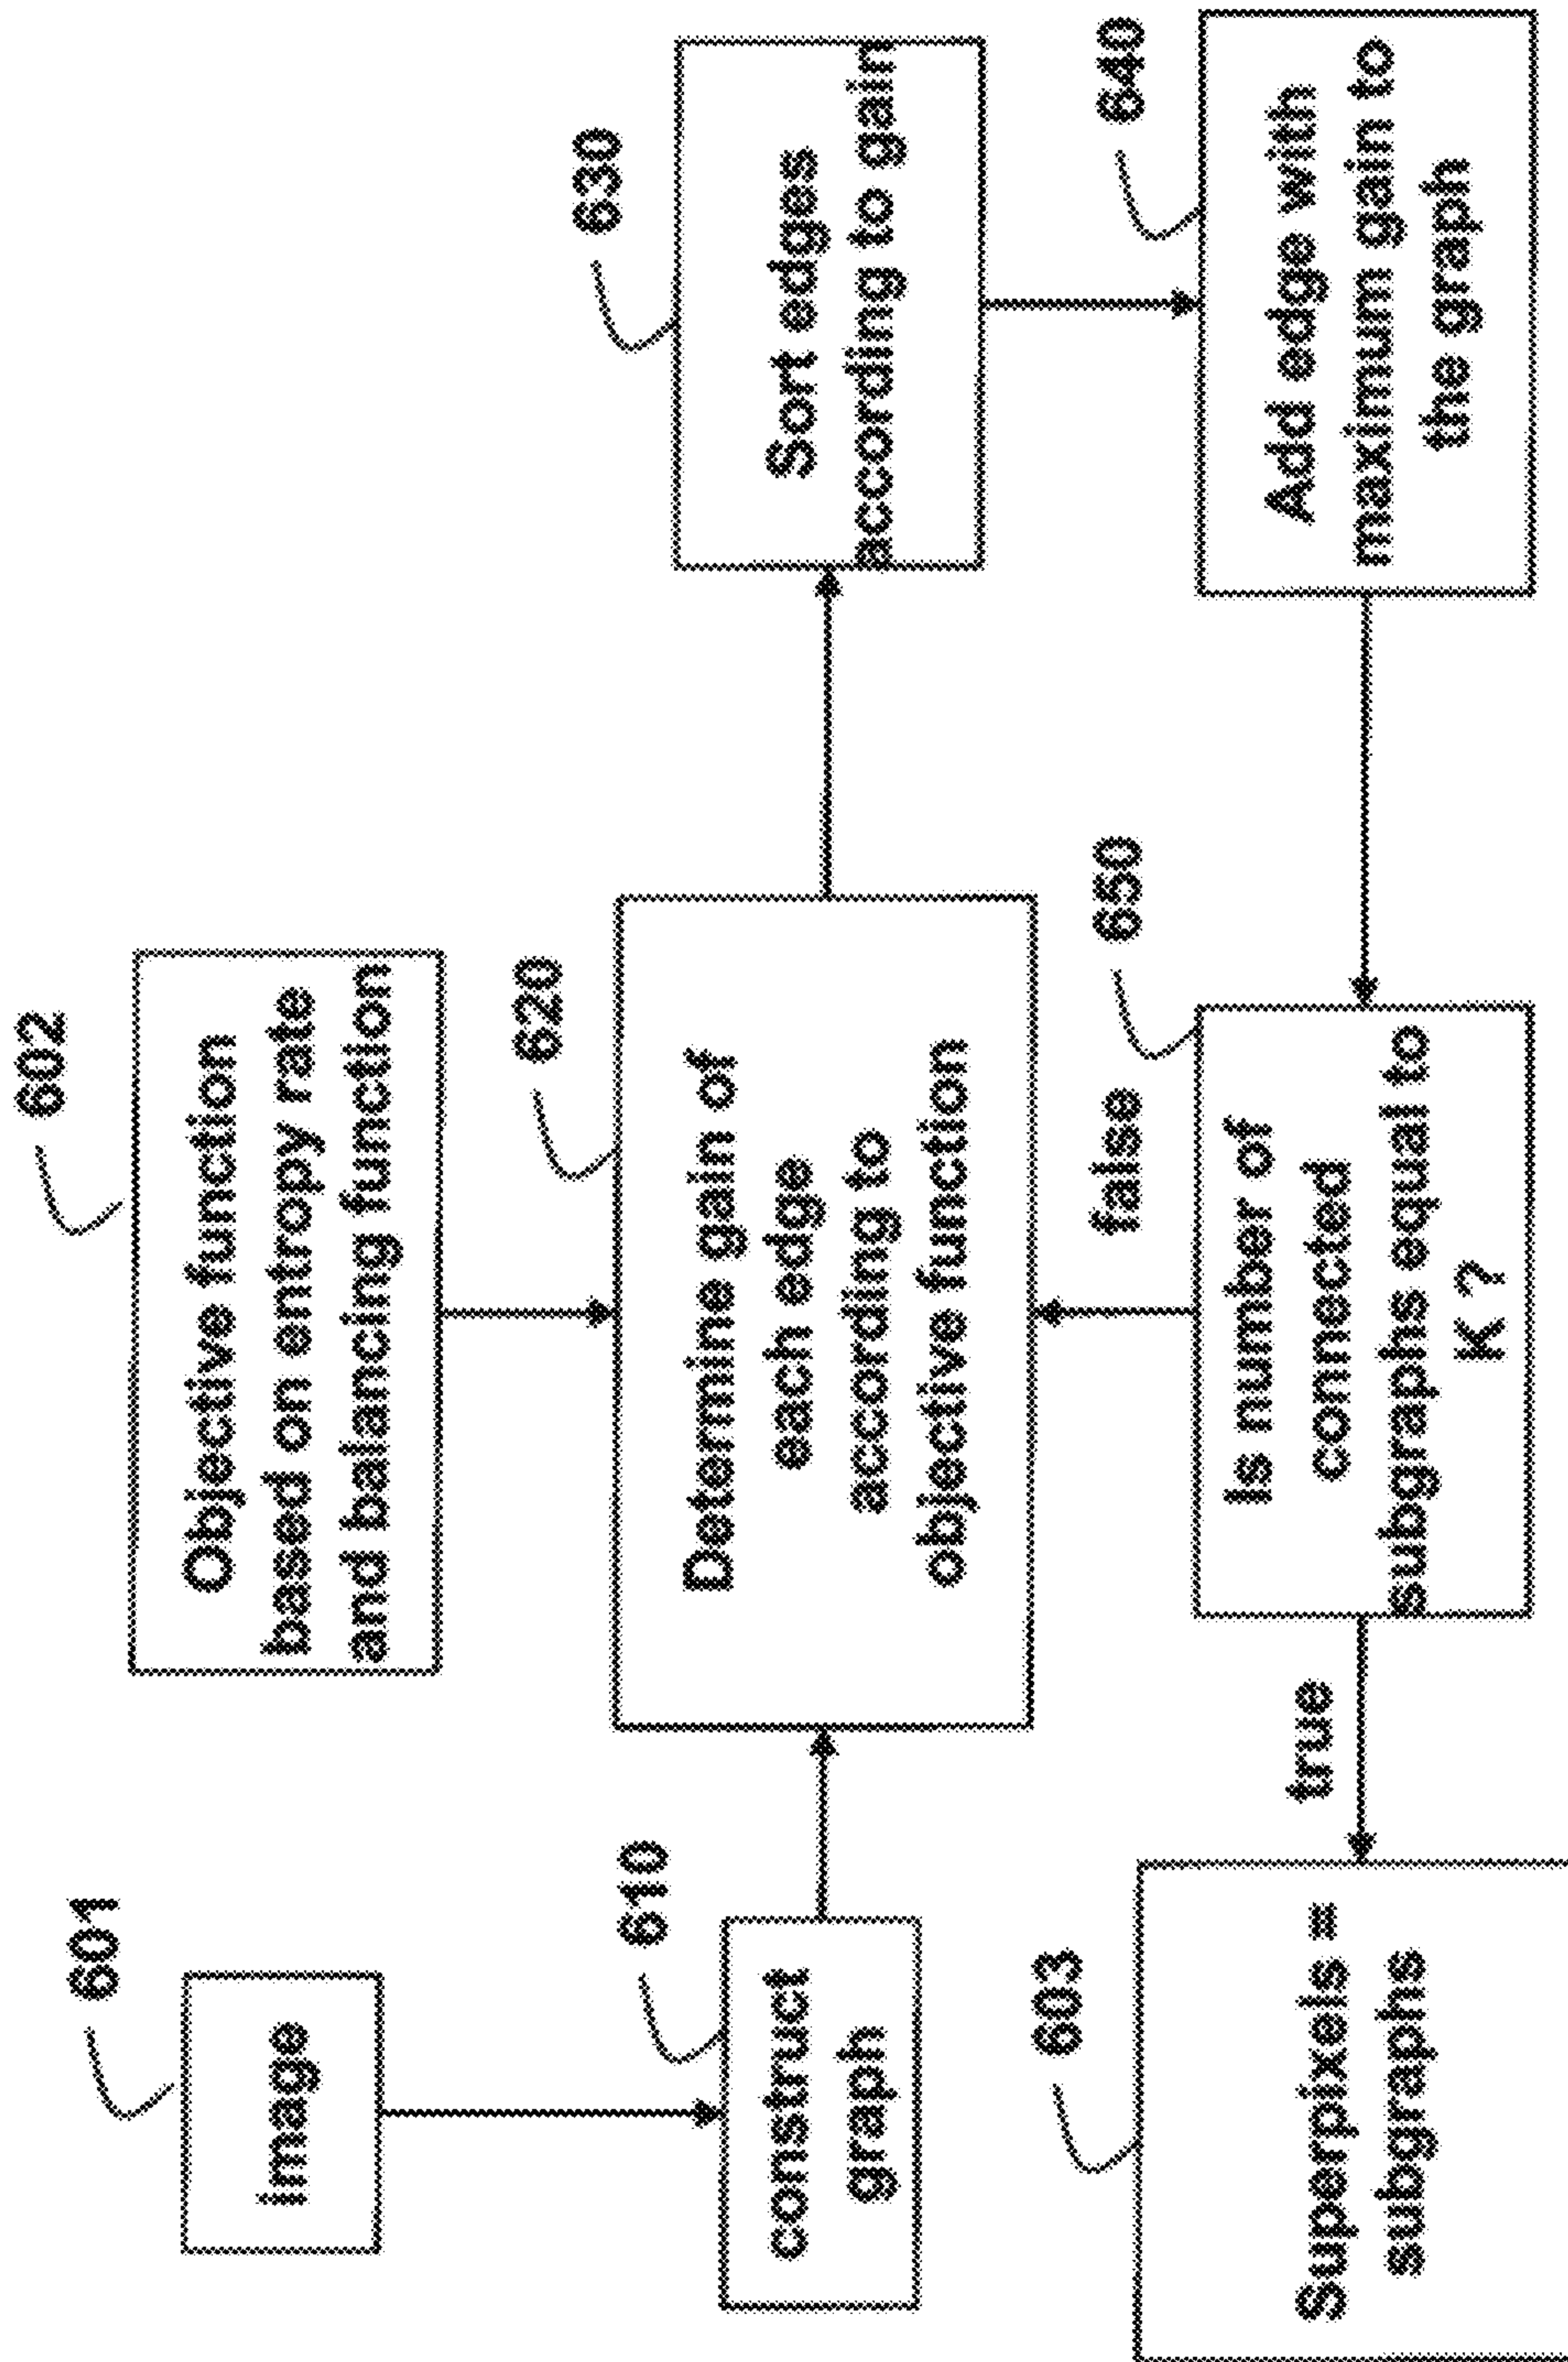 601
image
602
Objective function
based on entropy rate
and balancing function
610
construct
graph
620
Determine gain of
each edge
according to
objective function
630
Sort edges
according to gain
603
Superpixels =
subgraphs
true
650
false
Is number of
connected
subgraphs equal to
K ?
640
Add edge with
maximum gain to
the graph